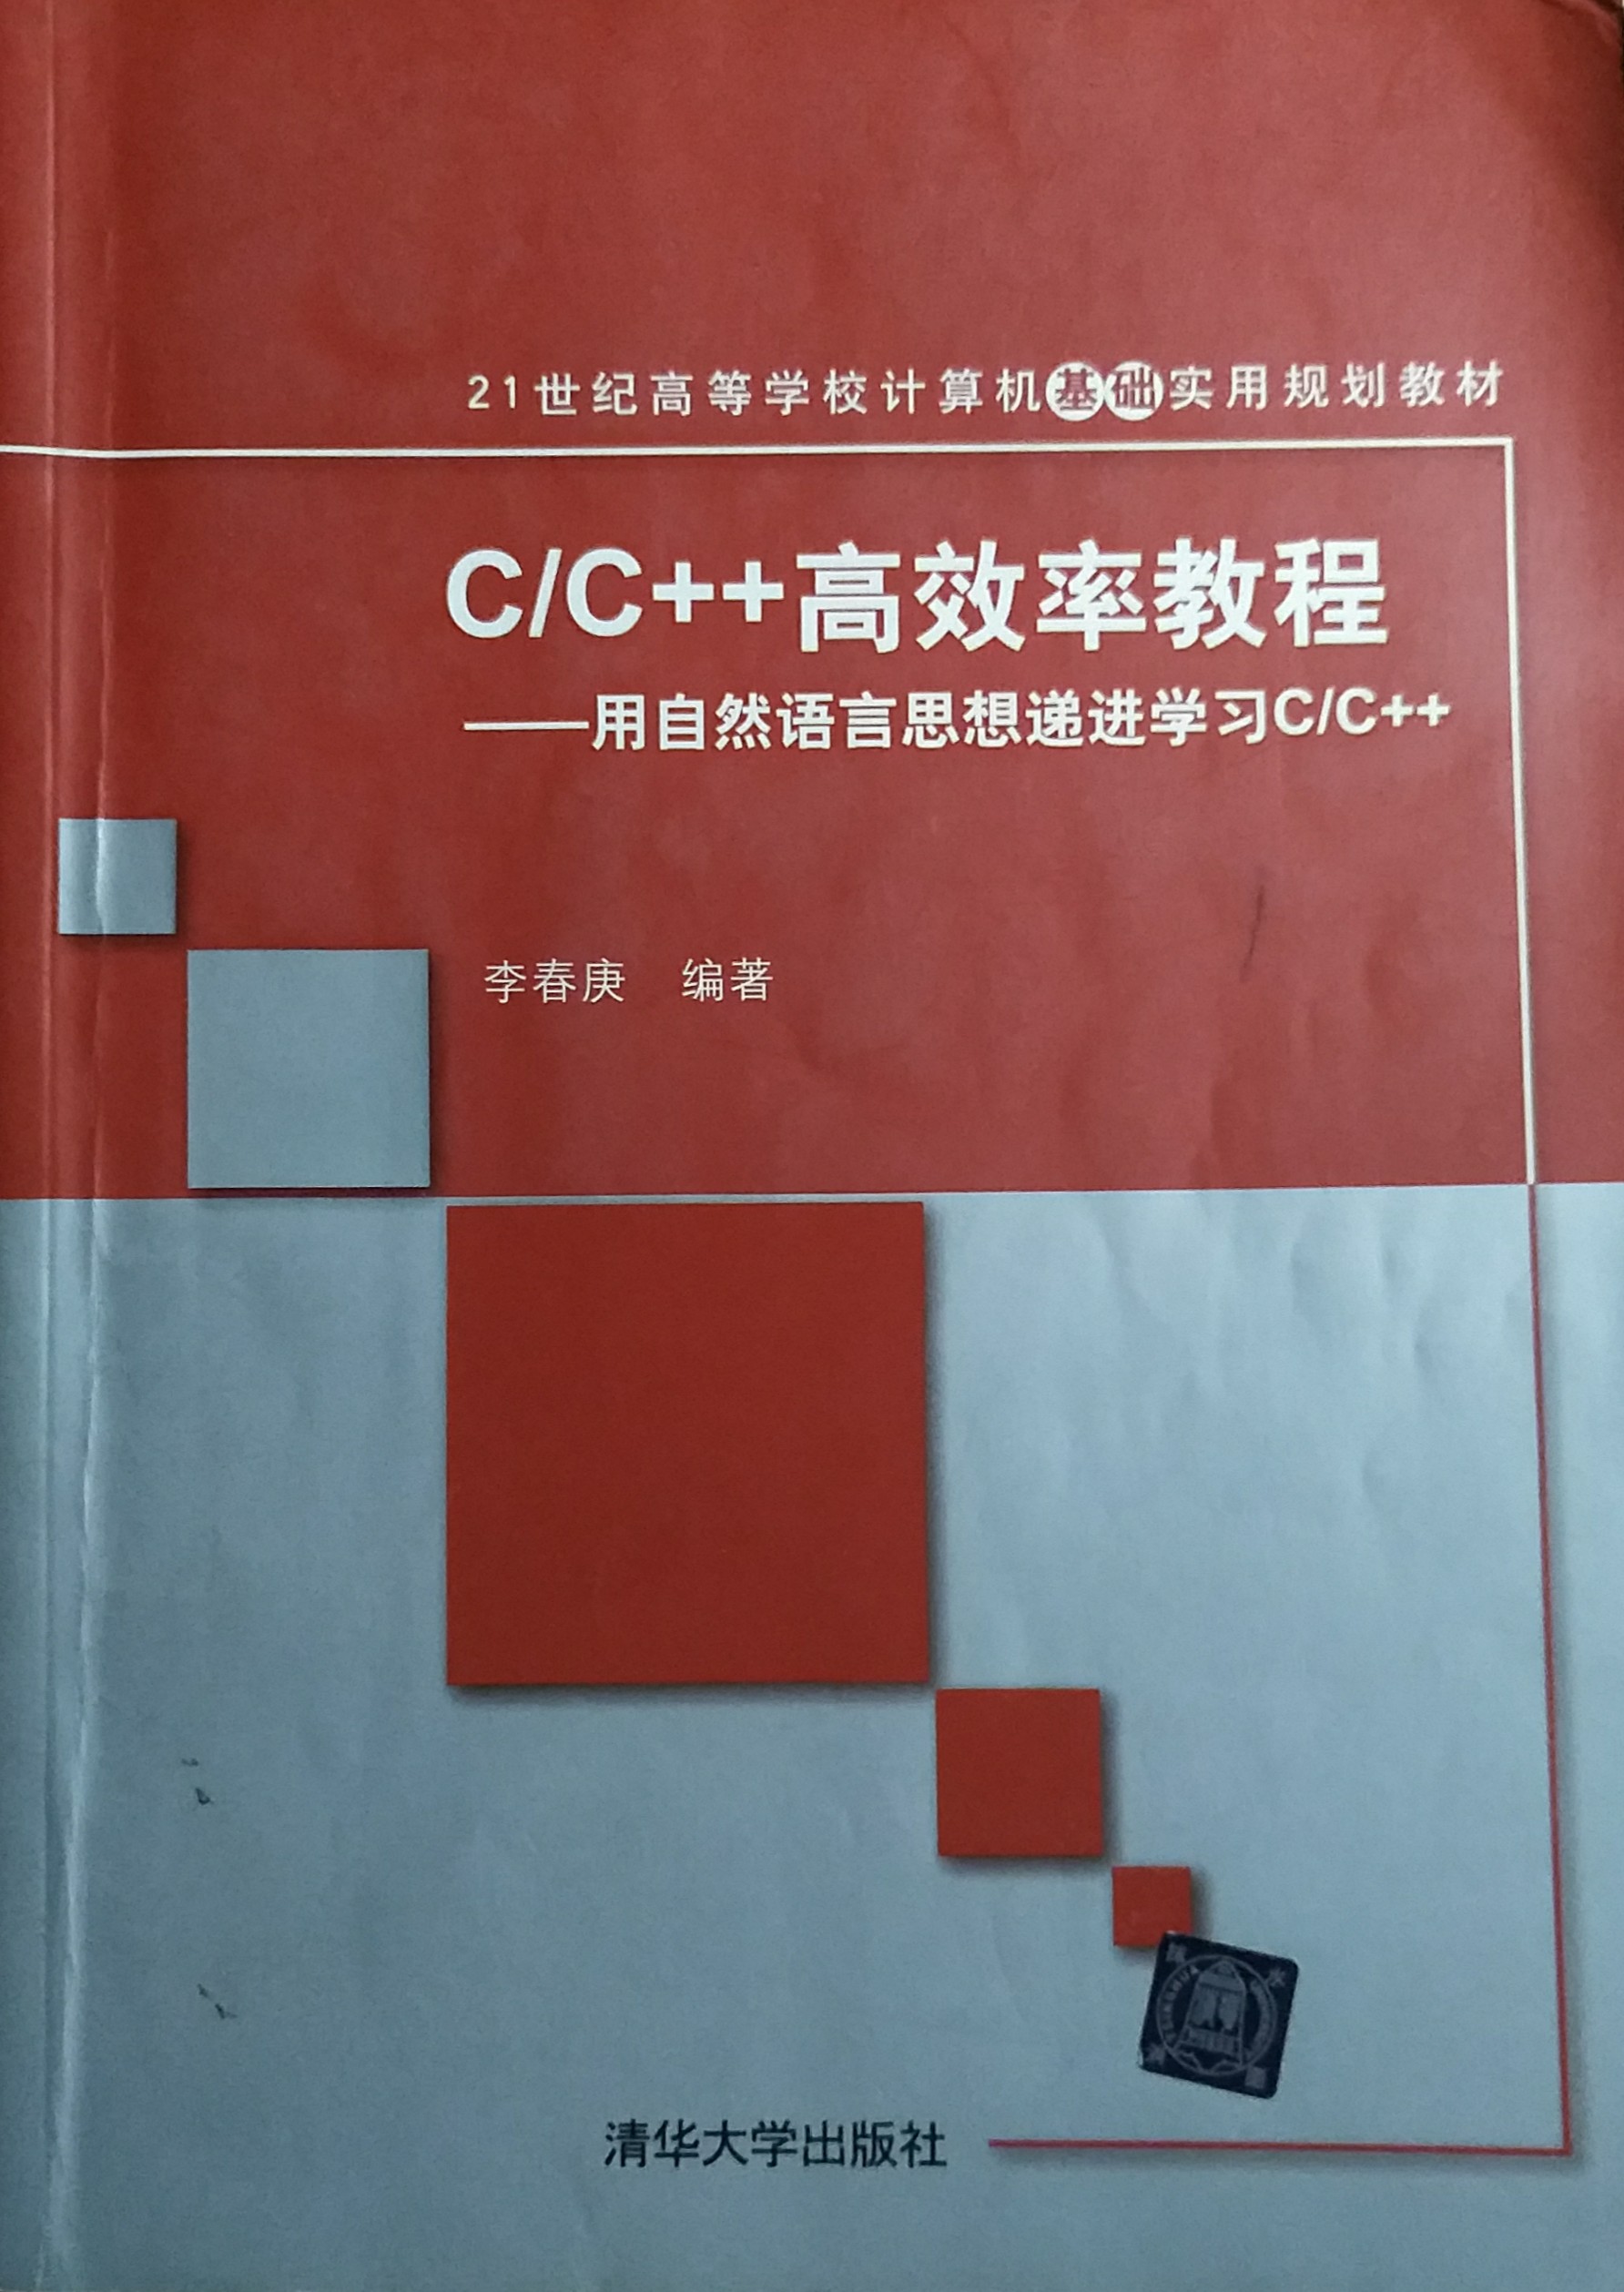 21世纪高等学校计算机基础实用规划教材
C/C++高效率教程
——用自然语言思想递进学习C/C++
李春庚 编著
清华大学出版社